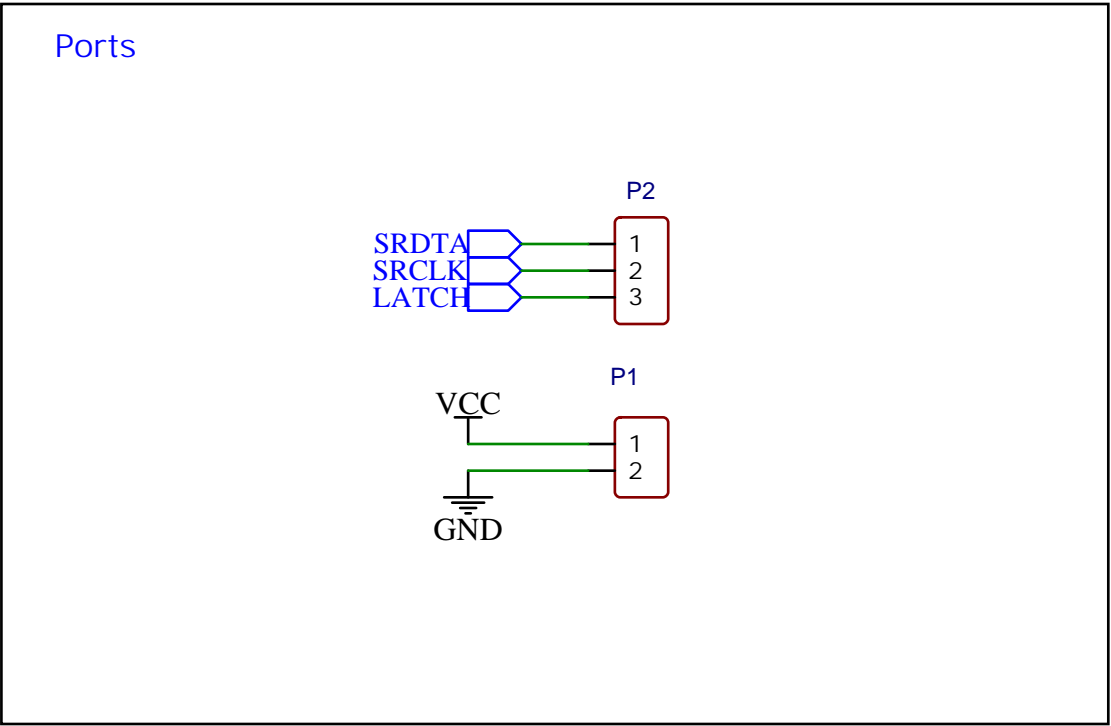 Ports
P2
SRDTA 1
SRCLK 2
LATCH 3
P1
VCC
1
2
GND